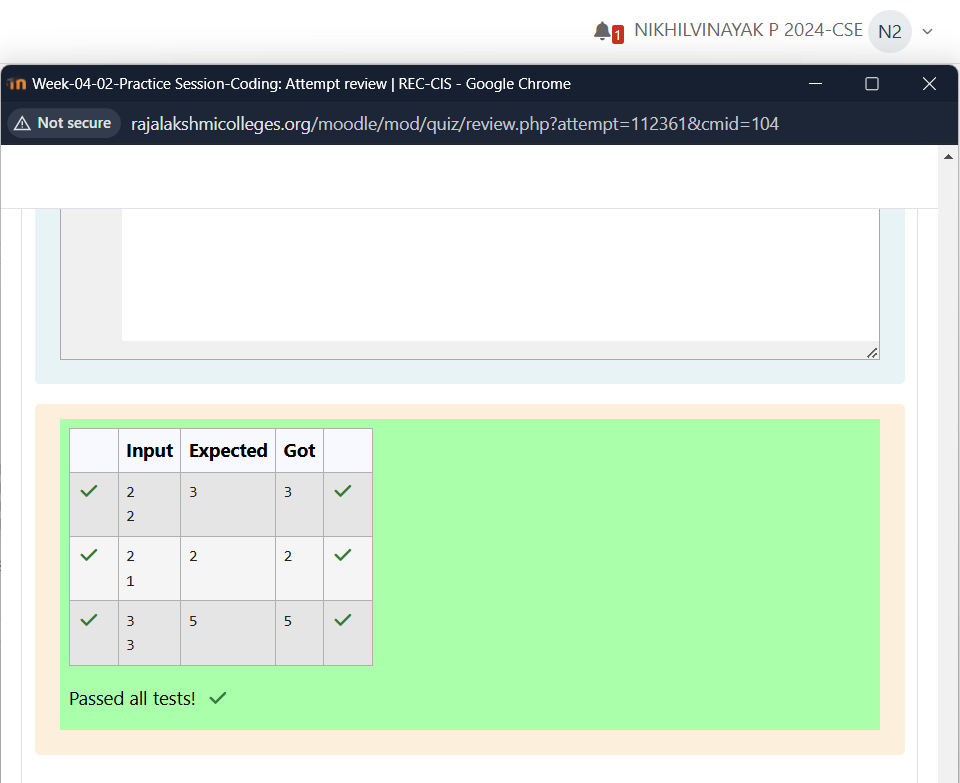 1 NIKHILVINAYAK P 2024-CSE N2
in Week-04-02-Practice Session-Coding: Attempt review | REC-CIS - Google Chrome
Not secure rajalakshmicolleges.org/moodle/mod/quiz/review.php?attempt=112361&cmid=104
Input Expected Got
2 3 3
2
2 2 2
1
3 5 5
3
Passed all tests!